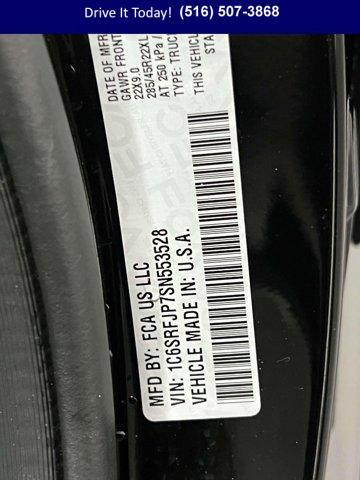 Drive It Today! (516) 507-3868
DATE OF MFR
GAWR FRONT
22X9.0
285/45R22XL
AT 250 kPa /
TYPE: TRUC
THIS VEHICLE
STA
MFD BY: FCA US LLC
VIN: 1C6SRFJP7SN553528
VEHICLE MADE IN: U.S.A.